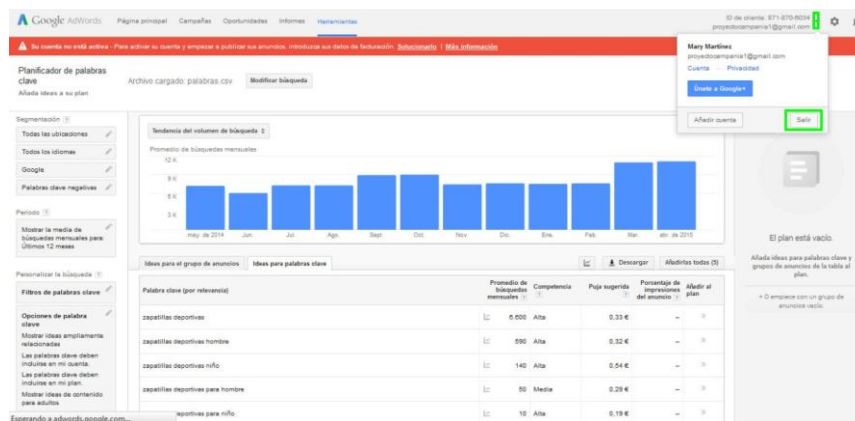 Google AdWords
Página principal Campañas Oportunidades Informes Herramientas
ID de cliente: 871-870-6034
proyectocampania1@gmail.com
Su cuenta no está activa - Para activar su cuenta y empezar a publicar sus anuncios, introduzca sus datos de facturación. Solucionarlo | Más información
Mary Martínez
proyectocampania1@gmail.com
Cuenta - Privacidad
Únete a Google+
Añadir cuenta
Salir
Planificador de palabras
clave
Añada ideas a su plan
Archivo cargado: palabras.csv
Modificar búsqueda
Segmentación ?
Todas las ubicaciones
Todos los idiomas
Google
Palabras clave negativas
Periodo ?
Mostrar la media de
búsquedas mensuales para:
Últimos 12 meses
Personalizar la búsqueda ?
Filtros de palabras clave
Opciones de palabra
clave
Mostrar ideas ampliamente
relacionadas
Las palabras clave deben
incluirse en mi cuenta.
Las palabras clave deben
incluirse en mi plan.
Mostrar ideas de contenido
para adultos
Tendencia del volumen de búsqueda
Promedio de búsquedas mensuales
12 K
9 K
6 K
3 K
may. de 2014 Jun. Jul. Ago. Sept. Oct. Nov. Dic. Ene. Feb. Mar. abr. de 2015
Ideas para el grupo de anuncios
Ideas para palabras clave
Descargar
Añadirlas todas (5)
Palabra clave (por relevancia)
Promedio de
búsquedas
mensuales ?
Competencia
?
Puja sugerida
?
Porcentaje de
impresiones
del anuncio ?
Añadir al
plan
zapatillas deportivas 6.600 Alta 0,33 € –
zapatillas deportivas hombre 590 Alta 0,32 € –
zapatillas deportivas niño 140 Alta 0,54 € –
zapatillas deportivas para hombre 50 Media 0,29 € –
deportivas para niño 10 Alta 0,19 € –
El plan está vacío.
Añada ideas para palabras clave y
grupos de anuncios de la tabla al
plan.
« O empiece con un grupo de
anuncios vacío.
Esperando a adwords.google.com...